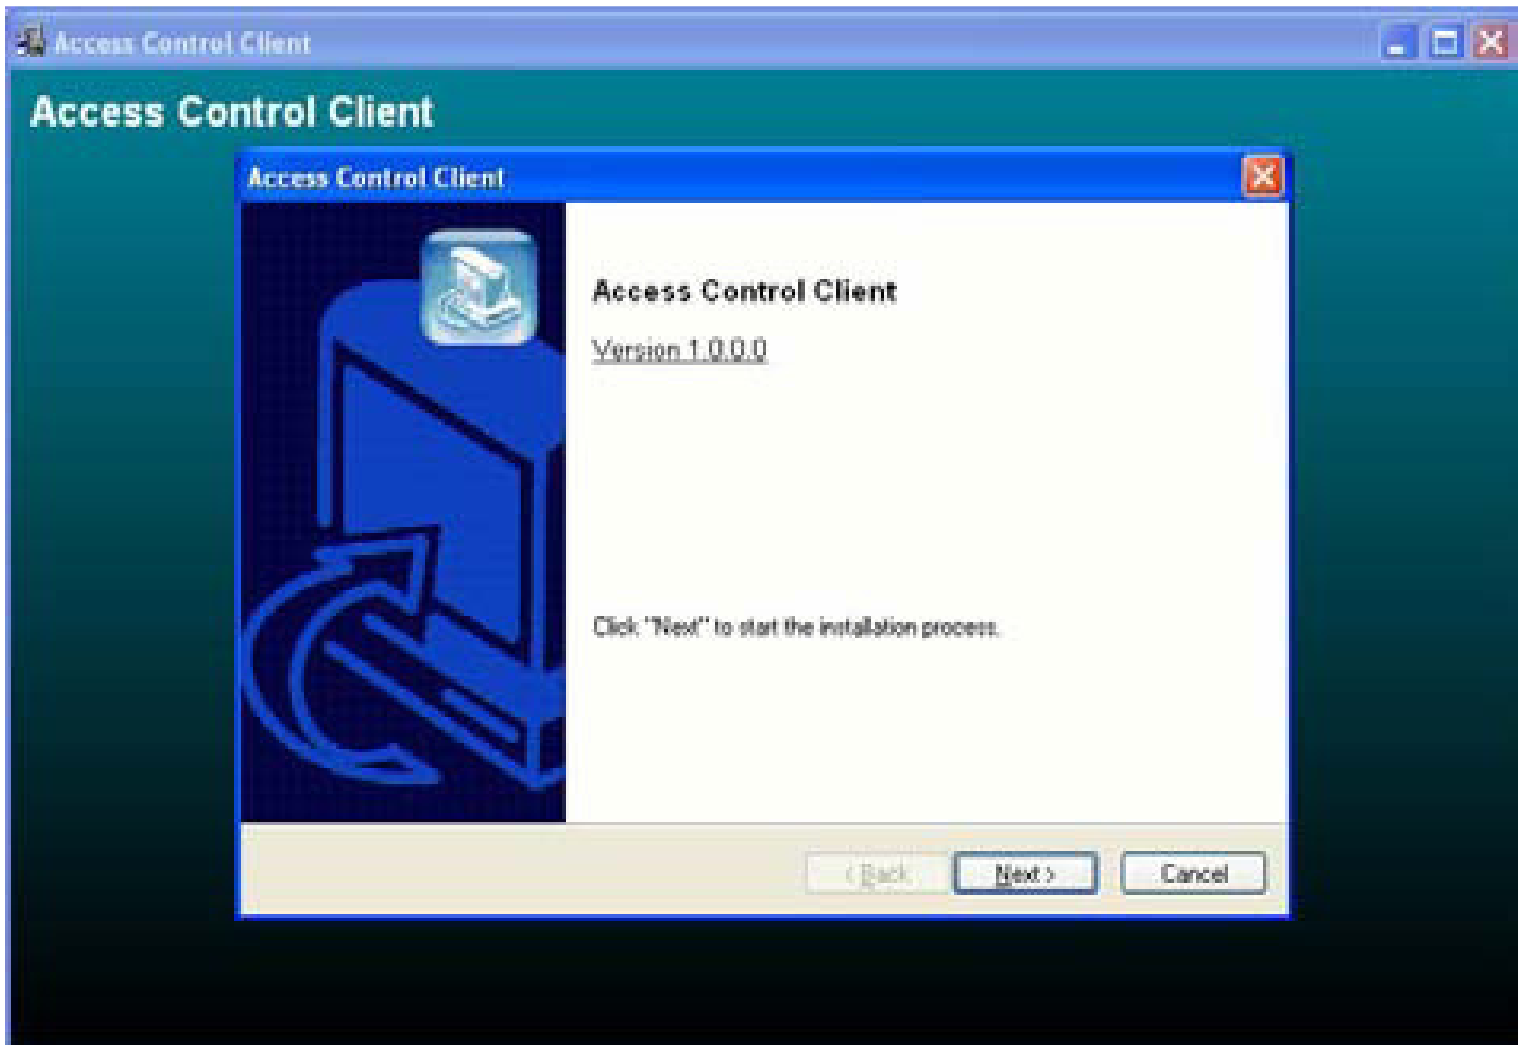 Access Control Client
Access Control Client
Access Control Client
Access Control Client
Version 1.0.0.0
Click "Next" to start the installation process.
< Back
Next >
Cancel